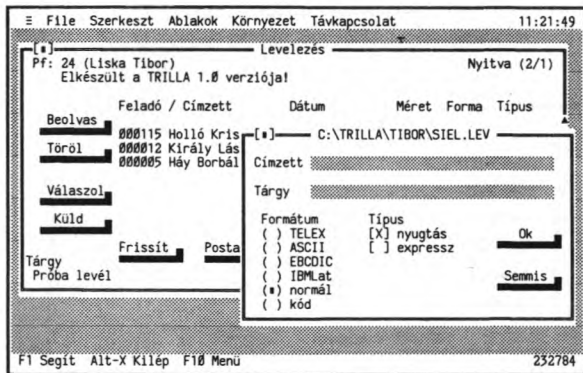 ≡ File Szerkeszt Ablakok Környezet Távkapcsolat 11:21:49
[▪] Levelezés
Pf: 24 (Liska Tibor) Nyitva (2/1)
Elkészült a TRILLA 1.0 verziója!
Feladó / Címzett Dátum Méret Forma Típus
Beolvas
000115 Holló Kris
Töröl
000012 Király Lás
000005 Háy Borbál
Válaszol
Küld
Frissít Posta
Tárgy
Próba levél
[▪] C:\TRILLA\TIBOR\SIEL.LEV
Címzett
Tárgy
Formátum Típus
( ) TELEX [X] nyugtás
( ) ASCII [ ] expressz
( ) EBCDIC
( ) IBMLat
(▪) normál
( ) kód
Ok
Semmis
F1 Segít Alt-X Kilép F10 Menü 232784